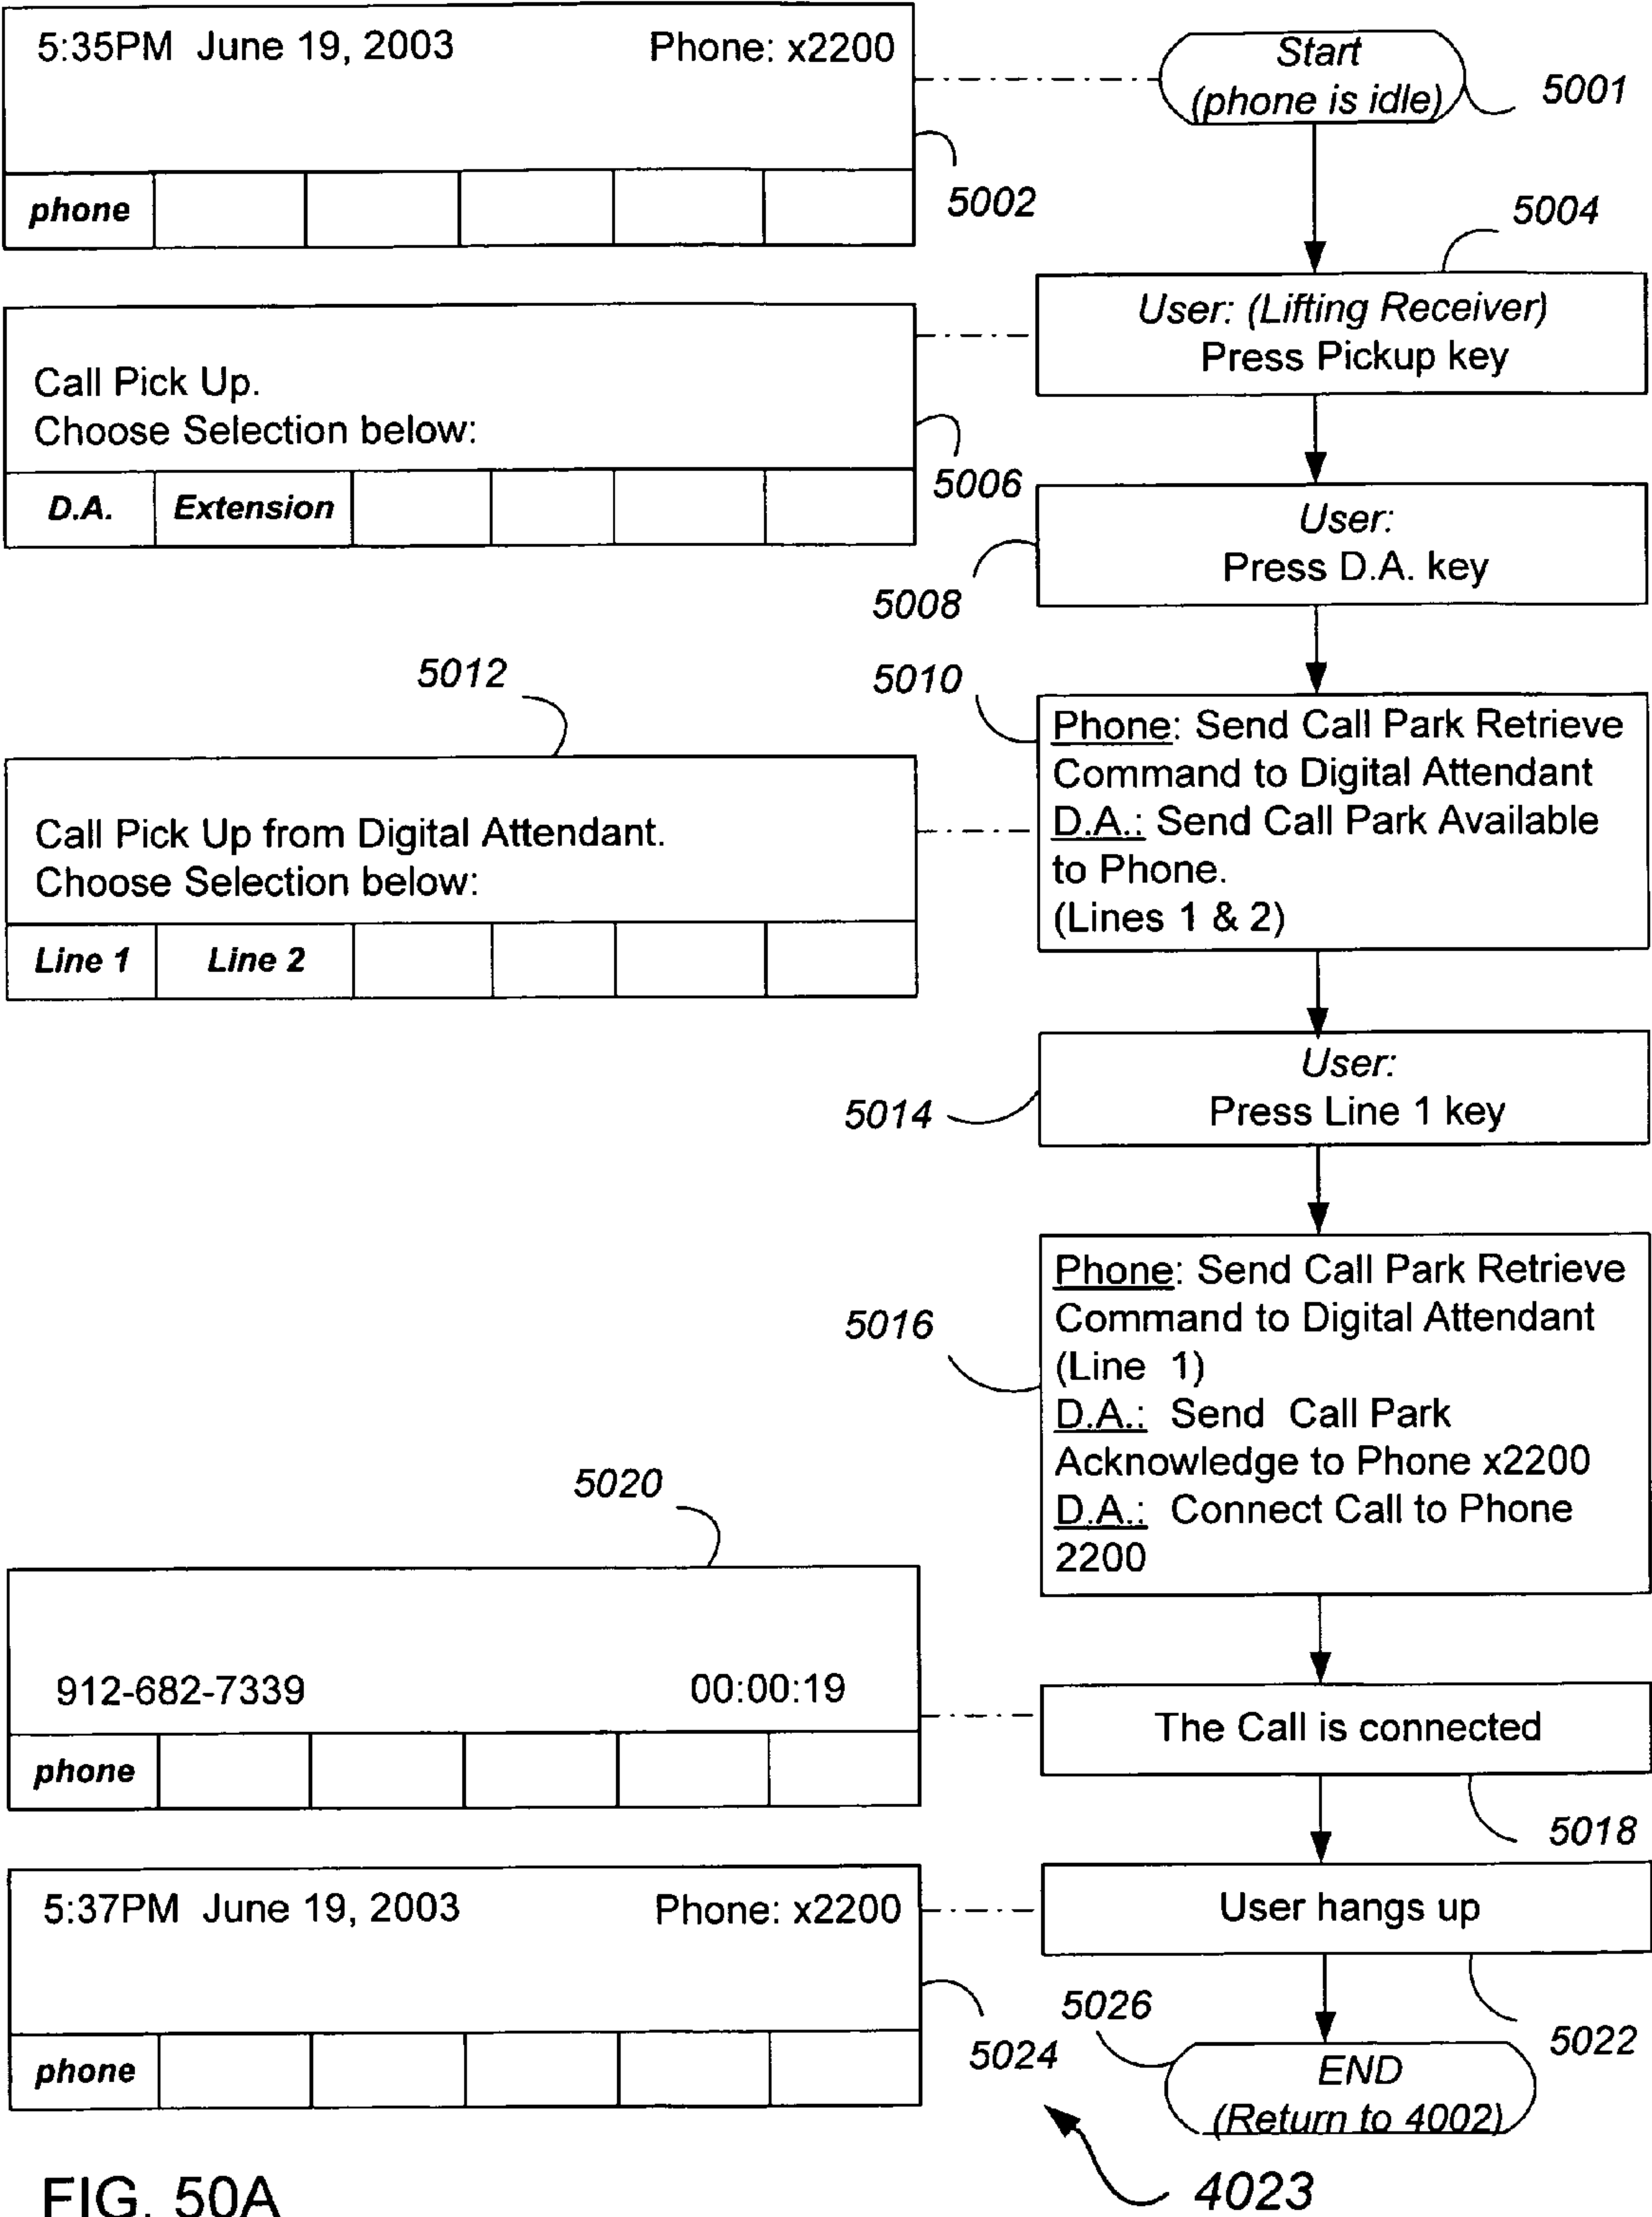 5:35PM June 19, 2003 Phone: x2200
phone
5002
Start
(phone is idle)
5001
5004
User: (Lifting Receiver)
Press Pickup key
Call Pick Up.
Choose Selection below:
D.A. Extension
5006
User:
Press D.A. key
5008
5010
5012
Phone: Send Call Park Retrieve
Command to Digital Attendant
D.A.: Send Call Park Available
to Phone.
(Lines 1 & 2)
Call Pick Up from Digital Attendant.
Choose Selection below:
Line 1 Line 2
User:
Press Line 1 key
5014
Phone: Send Call Park Retrieve
Command to Digital Attendant
(Line 1)
D.A.: Send Call Park
Acknowledge to Phone x2200
D.A.: Connect Call to Phone
2200
5016
5020
912-682-7339 00:00:19
phone
The Call is connected
5018
5:37PM June 19, 2003 Phone: x2200
phone
5024
User hangs up
5022
5026
END
(Return to 4002)
4023
FIG. 50A